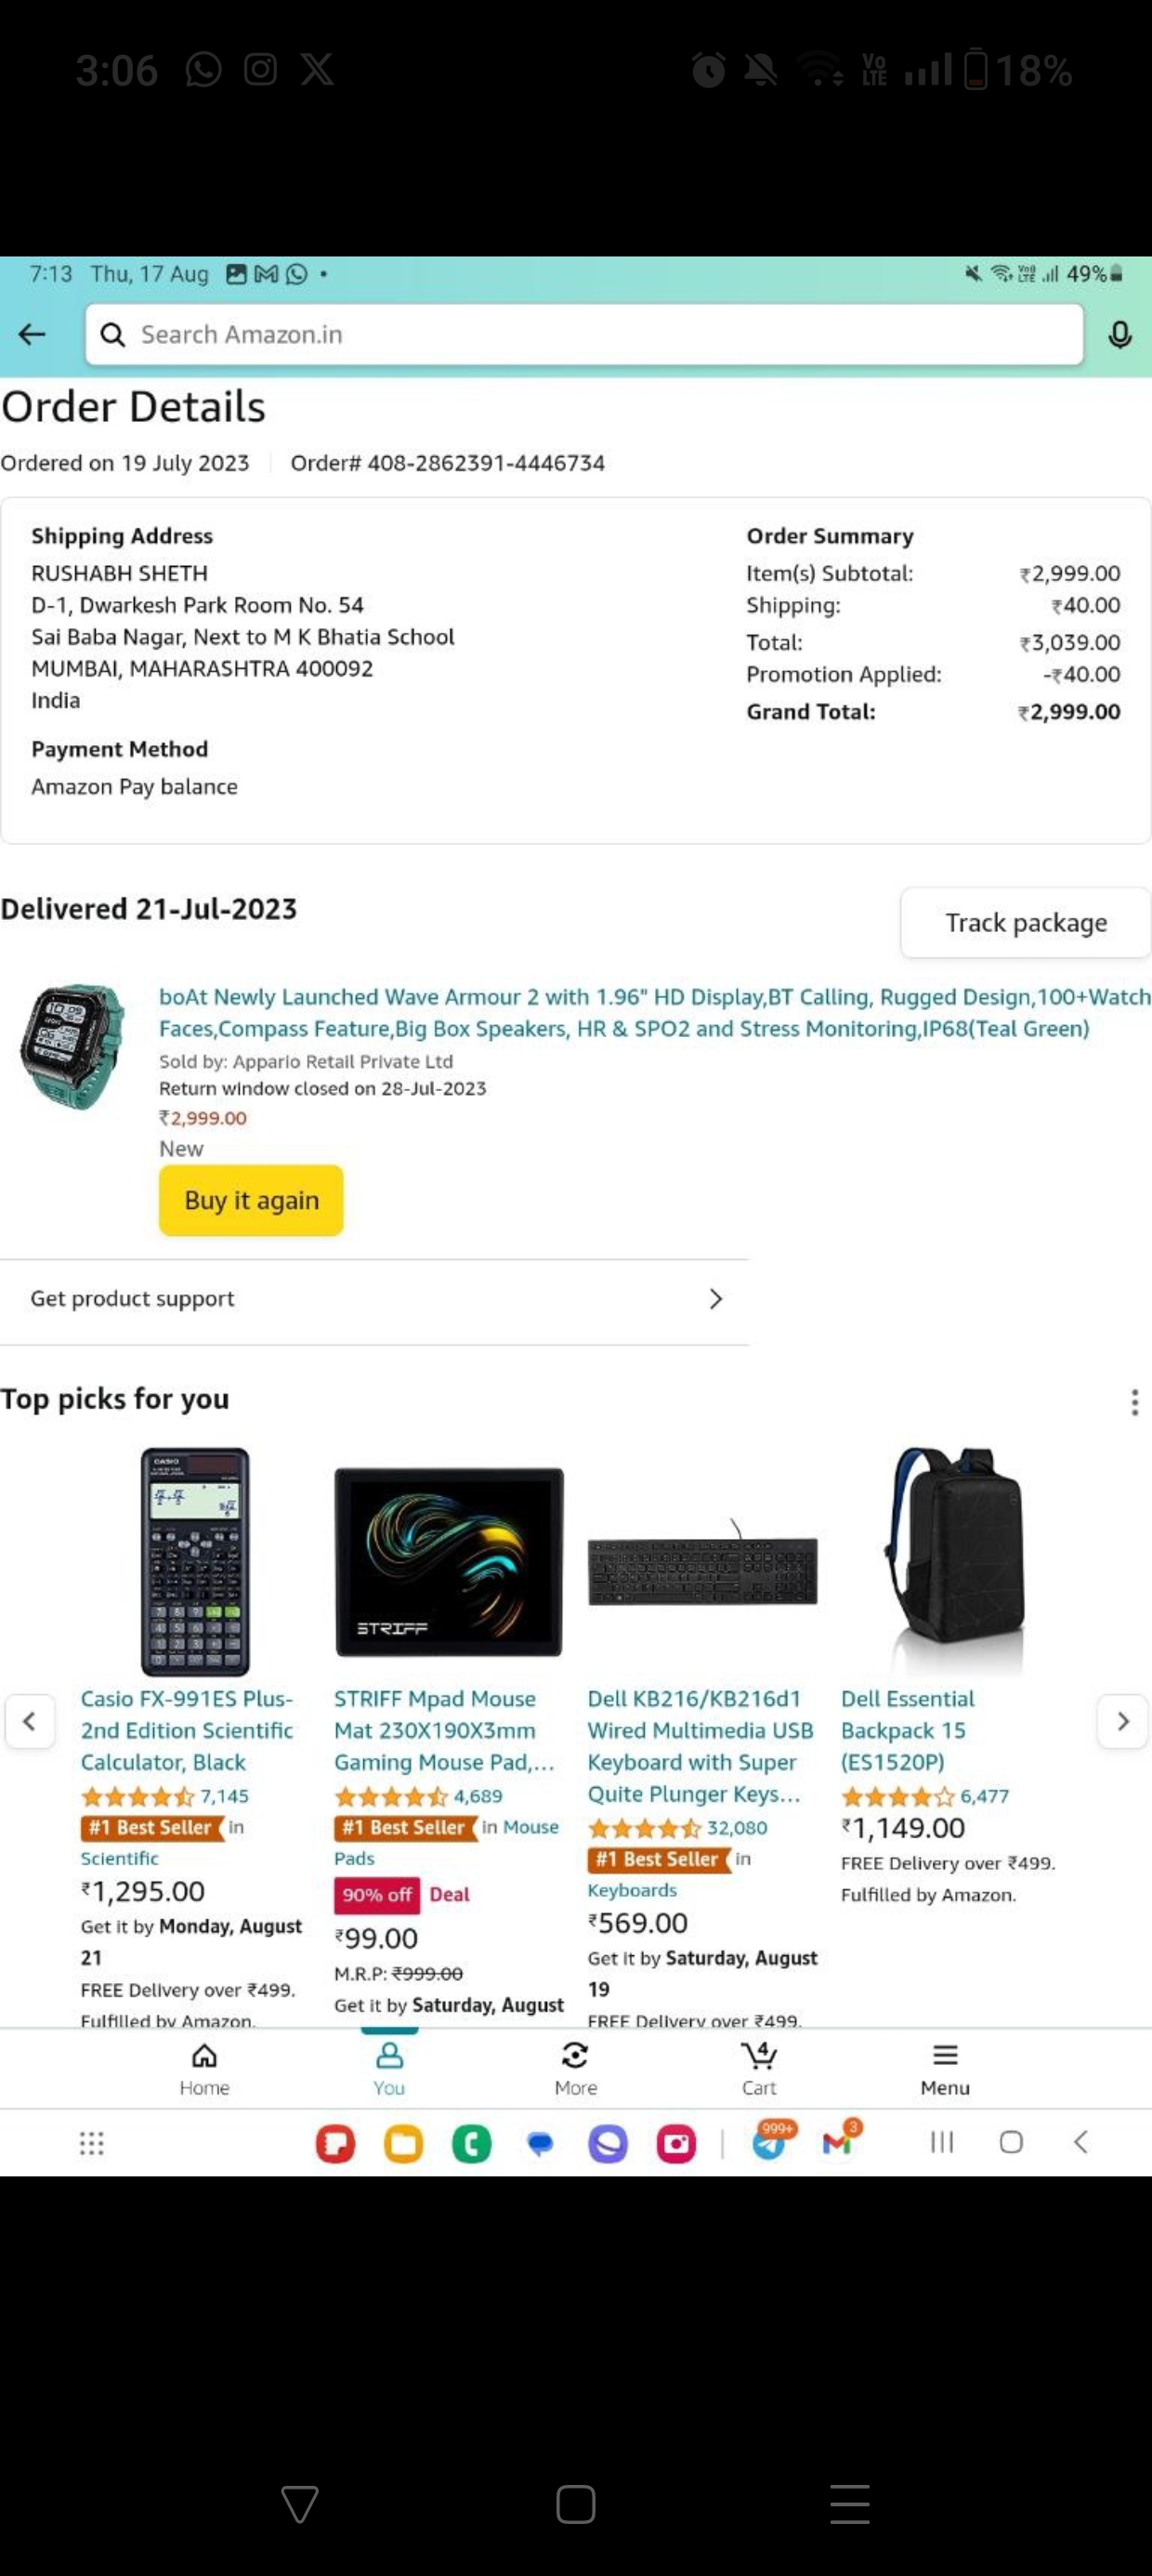 3:06
Vo LTE
18%
7:13 Thu, 17 Aug
49%
Search Amazon.in
Order Details
Ordered on 19 July 2023
Order# 408-2862391-4446734
Shipping Address
RUSHABH SHETH
D-1, Dwarkesh Park Room No. 54
Sai Baba Nagar, Next to M K Bhatia School
MUMBAI, MAHARASHTRA 400092
India
Payment Method
Amazon Pay balance
Order Summary
Item(s) Subtotal: ₹2,999.00
Shipping: ₹40.00
Total: ₹3,039.00
Promotion Applied: -₹40.00
Grand Total: ₹2,999.00
Delivered 21-Jul-2023
Track package
boAt Newly Launched Wave Armour 2 with 1.96" HD Display,BT Calling, Rugged Design,100+Watch
Faces,Compass Feature,Big Box Speakers, HR & SPO2 and Stress Monitoring,IP68(Teal Green)
Sold by: Appario Retail Private Ltd
Return window closed on 28-Jul-2023
₹2,999.00
New
Buy it again
Get product support
Top picks for you
CASIO
STRIFF
Casio FX-991ES Plus-
2nd Edition Scientific
Calculator, Black
7,145
#1 Best Seller in
Scientific
₹1,295.00
Get it by Monday, August
21
FREE Delivery over ₹499.
Fulfilled by Amazon.
STRIFF Mpad Mouse
Mat 230X190X3mm
Gaming Mouse Pad,...
4,689
#1 Best Seller in Mouse
Pads
90% off Deal
₹99.00
M.R.P: ₹999.00
Get it by Saturday, August
Dell KB216/KB216d1
Wired Multimedia USB
Keyboard with Super
Quite Plunger Keys...
32,080
#1 Best Seller in
Keyboards
₹569.00
Get it by Saturday, August
19
FREE Delivery over ₹499.
Dell Essential
Backpack 15
(ES1520P)
6,477
₹1,149.00
FREE Delivery over ₹499.
Fulfilled by Amazon.
Home
You
More
4
Cart
Menu
999+
3